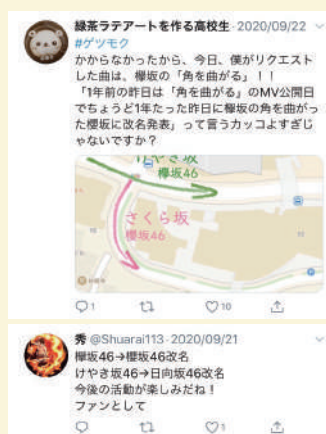 緑茶ラテアートを作る高校生・2020/09/22
#ゲツモク
かからなかったから、今日、僕がリクエスト
した曲は、欅坂の「角を曲がる」！！
「1年前の昨日は「角を曲がる」のMV公開日
でちょうど1年たった昨日に欅坂の角を曲がっ
た櫻坂に改名発表」って言うカッコよすぎじ
ゃないですか？
けやき坂
欅坂46
さくら坂
櫻坂46
1
10
秀 @Shuarai113・2020/09/21
欅坂46→櫻坂46改名
けやき坂46→日向坂46改名
今後の活動が楽しみだね！
ファンとして
1